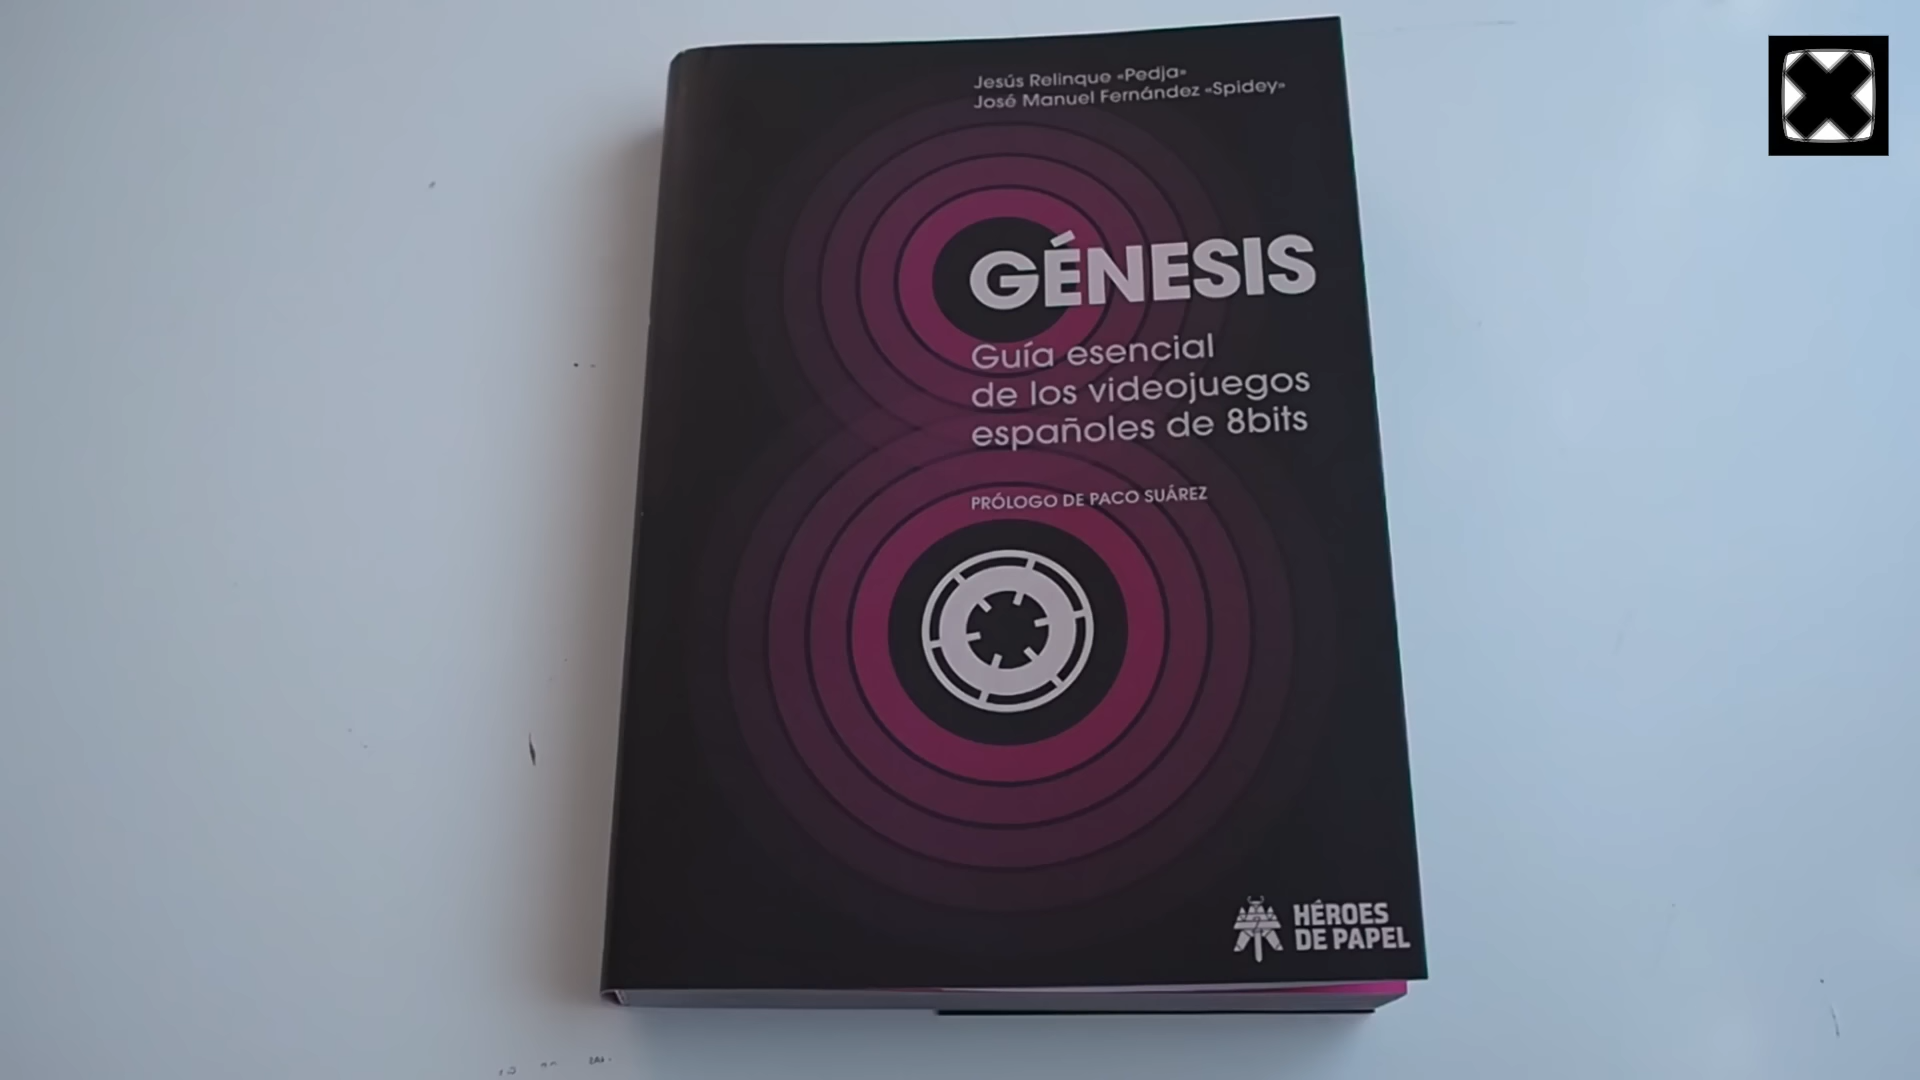 Jesús Relinque «Pedja»
José Manuel Fernández «Spidey»
GÉNESIS
Guía esencial
de los videojuegos
españoles de 8bits
PRÓLOGO DE PACO SUÁREZ
HÉROES
DE PAPEL